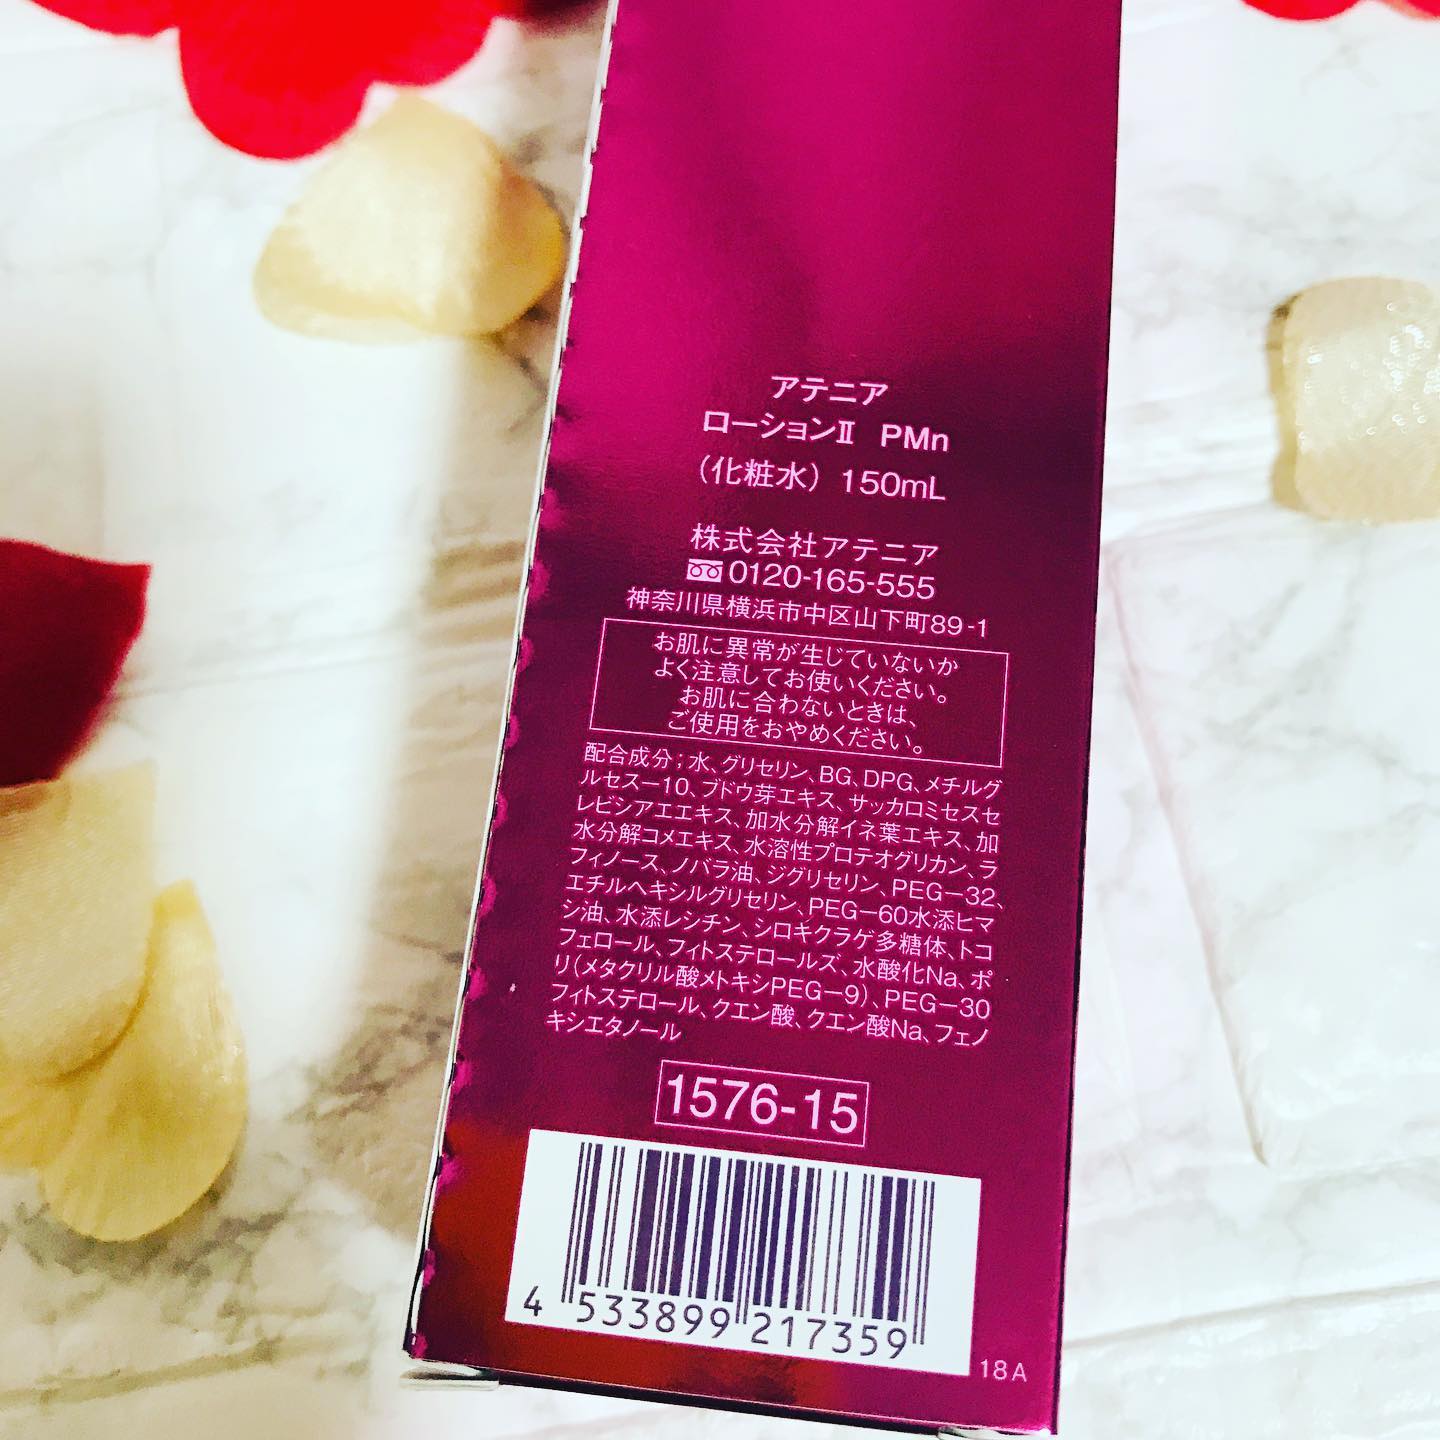 アテニア
ローションⅡ PMn
（化粧水）150mL
株式会社アテニア
0120-165-555
神奈川県横浜市中区山下町89-1
お肌に異常が生じていないか
よく注意してお使いください。
お肌に合わないときは、
ご使用をおやめください。
配合成分；水、グリセリン、BG、DPG、メチルグ
ルセス－10、ブドウ芽エキス、サッカロミセスセ
レビシアエエキス、加水分解イネ葉エキス、加
水分解コメエキス、水溶性プロテオグリカン、ラ
フィノース、ノバラ油、ジグリセリン、PEG－32、
エチルヘキシルグリセリン、PEG－60水添ヒマ
シ油、水添レシチン、シロキクラゲ多糖体、トコ
フェロール、フィトステロールズ、水酸化Na、ポ
リ（メタクリル酸メトキシPEG－9）、PEG－30
フィトステロール、クエン酸、クエン酸Na、フェノ
キシエタノール
1576-15
4 533899 217359
18A